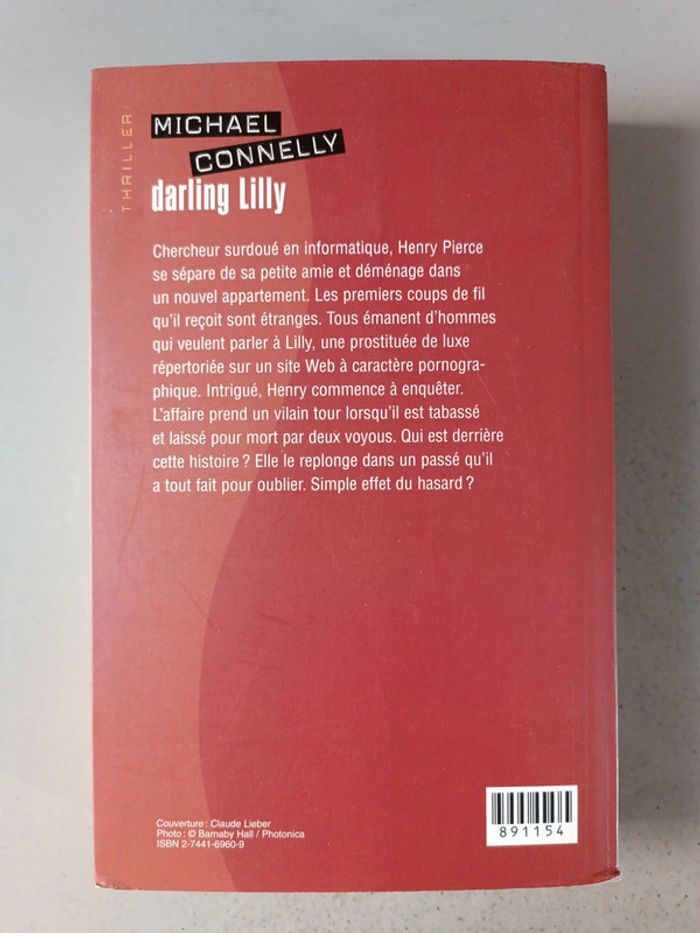 THRILLER
MICHAEL
CONNELLY
darling Lilly
Chercheur surdoué en informatique, Henry Pierce
se sépare de sa petite amie et déménage dans
un nouvel appartement. Les premiers coups de fil
qu'il reçoit sont étranges. Tous émanent d'hommes
qui veulent parler à Lilly, une prostituée de luxe
répertoriée sur un site Web à caractère pornogra-
phique. Intrigué, Henry commence à enquêter.
L'affaire prend un vilain tour lorsqu'il est tabassé
et laissé pour mort par deux voyous. Qui est derrière
cette histoire ? Elle le replonge dans un passé qu'il
a tout fait pour oublier. Simple effet du hasard ?
Couverture : Claude Lieber
Photo : © Barnaby Hall / Photonica
ISBN 2-7441-6960-9
891154